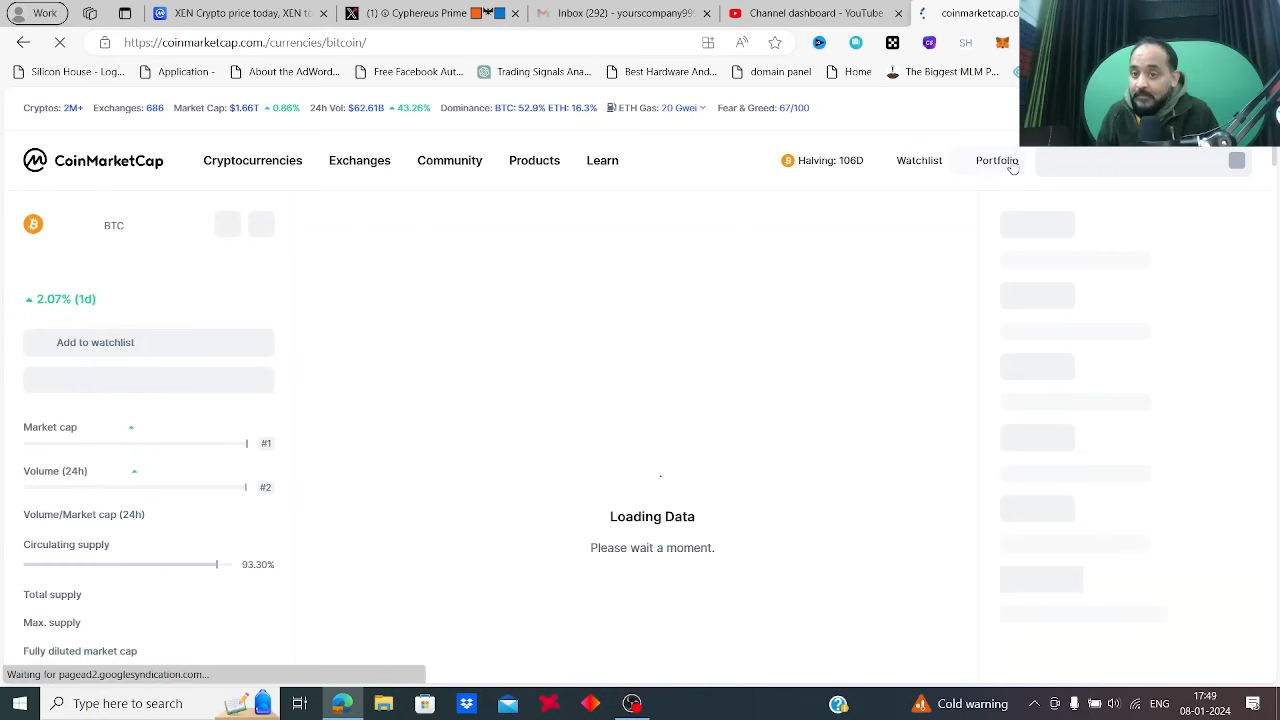 Work
XEN Crypto price today, XEN to
(1) ⊙ Cyphers Prime
Inbox (292) - yourscompany99
Channel dashboard - YouTube
coinmarketcap.co
https://coinmarketcap.com./currencies/bitcoin/
SH
Silicon House - Log...
Application -
About the AdWord...
Free Facebook Aut...
Trading Signals Ana...
Best Hardware And...
domain panel
Home
The Biggest MLM P...
Cryptos: 2M+ Exchanges: 686 Market Cap: $1.66T 0.86% 24h Vol: $62.61B 43.26% Dominance: BTC: 52.9% ETH: 16.3% ETH Gas: 20 Gwei Fear & Greed: 67/100
CoinMarketCap
Cryptocurrencies Exchanges Community Products Learn
Halving: 106D Watchlist Portfolio
BTC
2.07% (1d)
Add to watchlist
Market cap
#1
Volume (24h)
#2
Volume/Market cap (24h)
Circulating supply
93.30%
Total supply
Max. supply
Fully diluted market cap
Loading Data
Please wait a moment.
Waiting for pagead2.googlesyndication.com...
Type here to search
Cold warning
17:49
08-01-2024